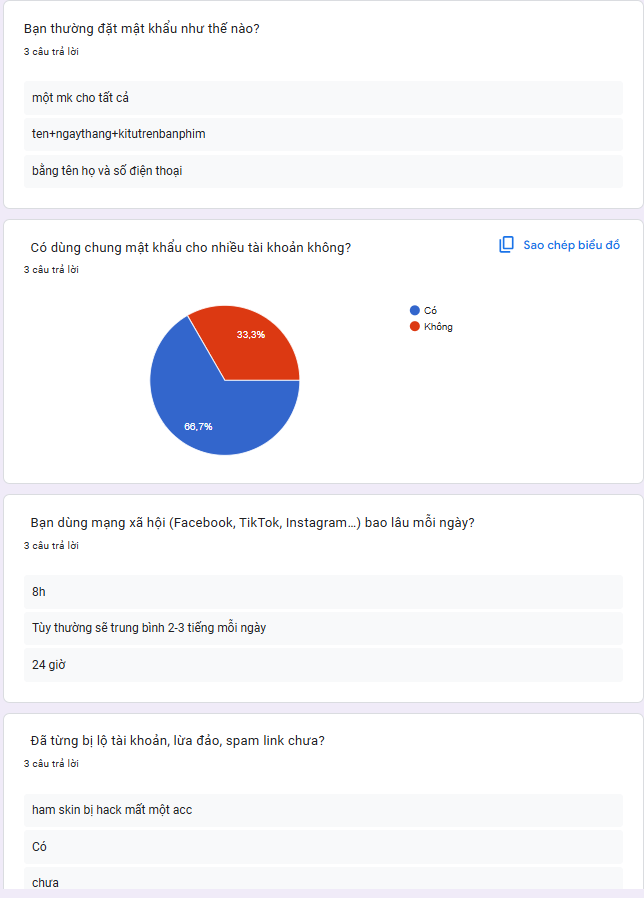 Bạn thường đặt mật khẩu như thế nào?
3 câu trả lời
một mk cho tất cả
ten+ngaythang+kitutrenbanphim
bằng tên họ và số điện thoại
Có dùng chung mật khẩu cho nhiều tài khoản không?
Sao chép biểu đồ
3 câu trả lời
Có
Không
33,3%
66,7%
Bạn dùng mạng xã hội (Facebook, TikTok, Instagram…) bao lâu mỗi ngày?
3 câu trả lời
8h
Tùy thường sẽ trung bình 2-3 tiếng mỗi ngày
24 giờ
Đã từng bị lộ tài khoản, lừa đảo, spam link chưa?
3 câu trả lời
ham skin bị hack mất một acc
Có
chưa